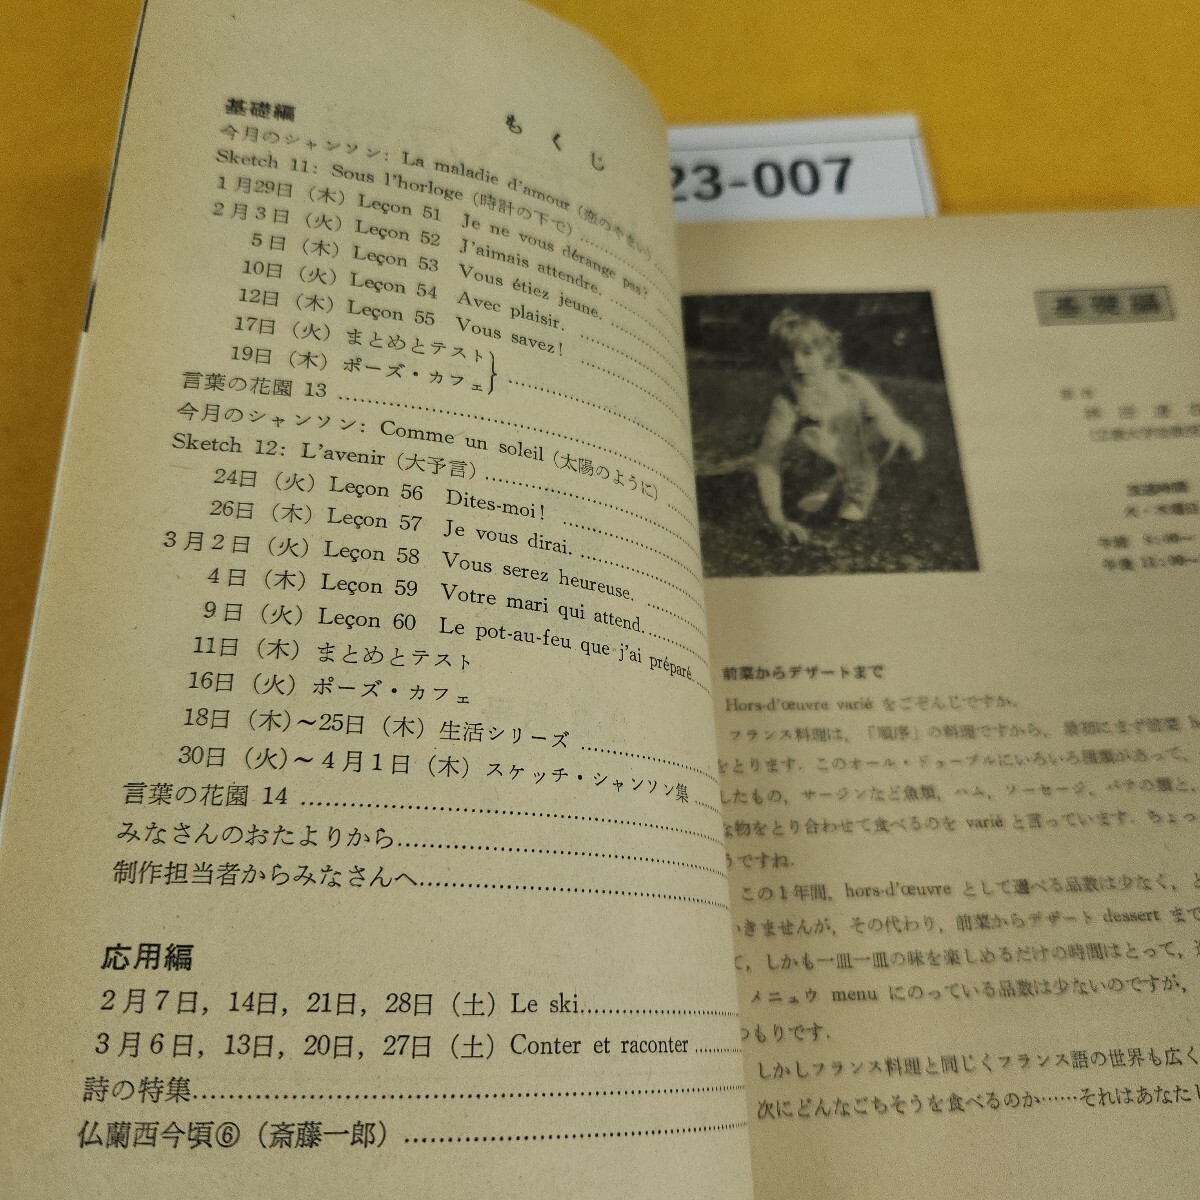 もくじ
基礎編
今月のシャンソン: La maladie d'amour (恋のやまい)
Sketch 11: Sous l'horloge (時計の下で)
1月29日（木）Leçon 51 Je ne vous dérange pas?
2月3日（火）Leçon 52 J'aimais attendre.
5日（木）Leçon 53 Vous étiez jeune.
10日（火）Leçon 54 Avec plaisir.
12日（木）Leçon 55 Vous savez!
17日（火）まとめとテスト
19日（木）ポーズ・カフェ
言葉の花園 13
今月のシャンソン: Comme un soleil (太陽のように)
Sketch 12: L'avenir (大予言)
24日（火）Leçon 56 Dites-moi!
26日（木）Leçon 57 Je vous dirai.
3月2日（火）Leçon 58 Vous serez heureuse.
4日（木）Leçon 59 Votre mari qui attend.
9日（火）Leçon 60 Le pot-au-feu que j'ai préparé.
11日（木）まとめとテスト
16日（火）ポーズ・カフェ
18日（木）～25日（木）生活シリーズ
30日（火）～4月1日（木）スケッチ・シャンソン集
言葉の花園 14
みなさんのおたよりから
制作担当者からみなさんへ
応用編
2月7日, 14日, 21日, 28日（土）Le ski.
3月6日, 13日, 20日, 27日（土）Conter et raconter
詩の特集
仏蘭西今頃⑥（斎藤一郎）
23-007
基礎編
前菜からデザートまで
Hors-d'œuvre varié をごぞんじですか.
フランス料理は,「順序」の料理ですから, 最初にまず前菜 h
をとります. このオール・ドゥーブルにいろいろ種類があって,
したもの, サージンなど魚類, ハム, ソーセージ, パテの類と,
な物をとり合わせて食べるのを varié と言っています. ちょっ
うですね.
この1年間, hors-d'œuvre として選べる品数は少なく, と
いきませんが, その代わり, 前菜からデザート dessert まで
て, しかも一皿一皿の味を楽しめるだけの時間はとって,
メニュウ menu にのっている品数は少ないのですが,
つもりです.
しかしフランス料理と同じくフランス語の世界も広く
次にどんなごちそうを食べるのか……それはあなた